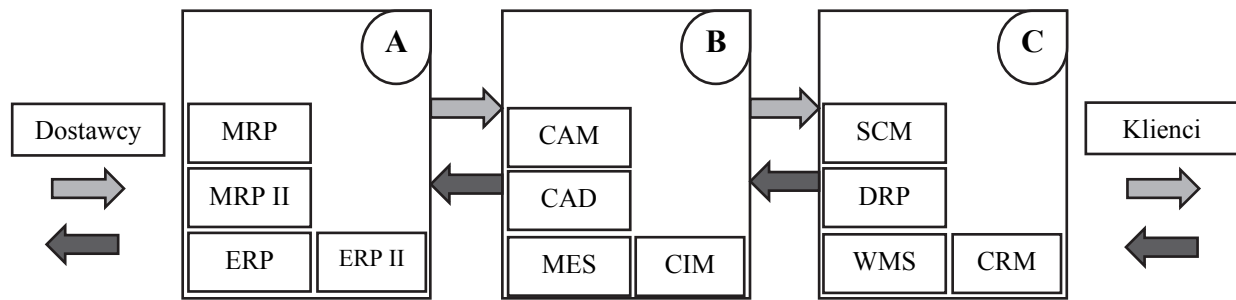 A
B
C
Dostawcy
MRP
CAM
SCM
Klienci
MRP II
CAD
DRP
ERP
ERP II
MES
CIM
WMS
CRM